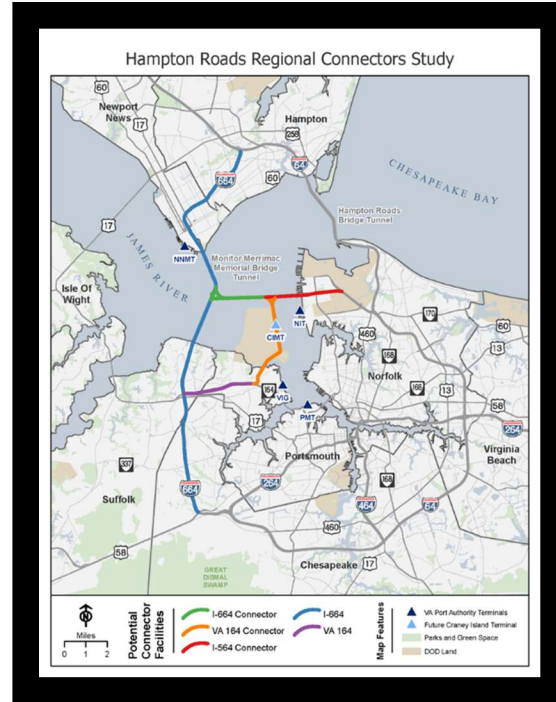 Hampton Roads Regional Connectors Study
60
Newport
News
17
Hampton
258
64
664
60
CHESAPEAKE BAY
17
Hampton Roads
Bridge Tunnel
JAMES RIVER
NNMT
Monitor Merrimac
Memorial Bridge
Tunnel
Isle Of
Wight
NIT
CIMT
170
460
60
13
168
Norfolk
164
VIG
166
13
58
PMT
17
264
Portsmouth
Virginia
Beach
337
264
168
Suffolk
664
464
64
460
58
Chesapeake
17
GREAT
DISMAL
SWAMP
N
Miles
0 1 2
Potential
Connector
Facilities
I-664 Connector
VA 164 Connector
I-564 Connector
I-664
VA 164
Map Features
VA Port Authority Terminals
Future Craney Island Terminal
Parks and Green Space
DOD Land